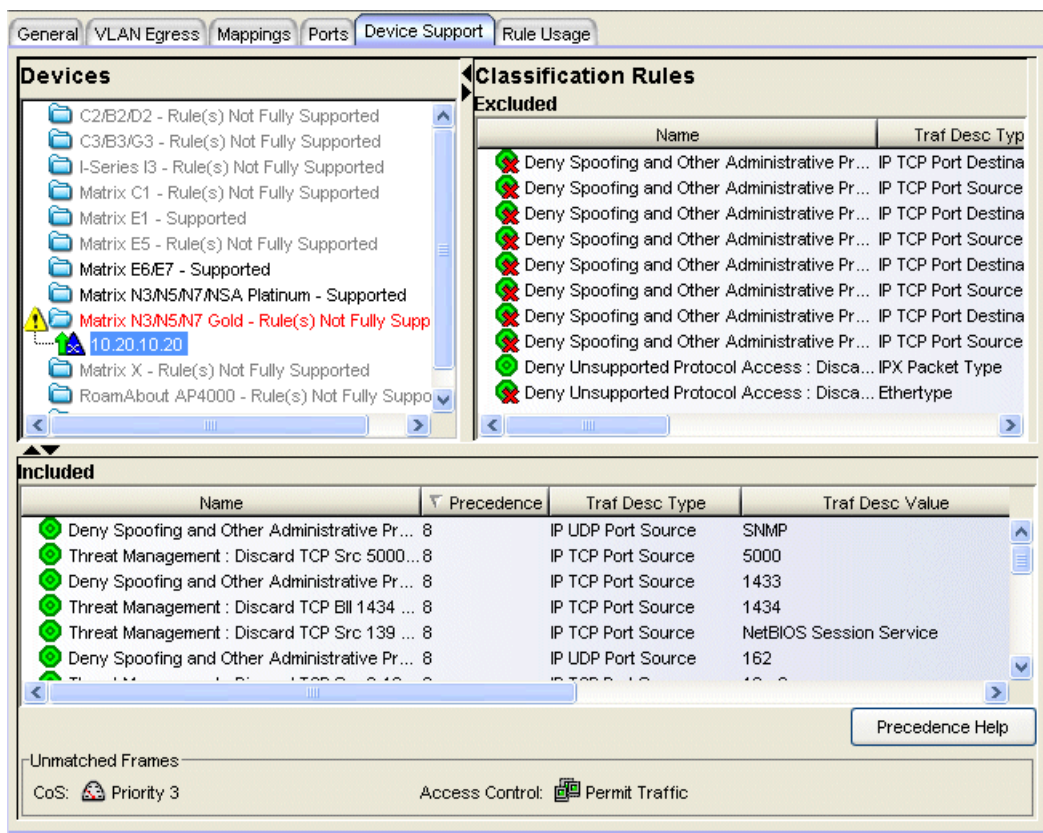 General VLAN Egress Mappings Ports Device Support Rule Usage
Devices
C2/B2/D2 - Rule(s) Not Fully Supported
C3/B3/G3 - Rule(s) Not Fully Supported
I-Series I3 - Rule(s) Not Fully Supported
Matrix C1 - Rule(s) Not Fully Supported
Matrix E1 - Supported
Matrix E5 - Rule(s) Not Fully Supported
Matrix E6/E7 - Supported
Matrix N3/N5/N7/NSA Platinum - Supported
Matrix N3/N5/N7 Gold - Rule(s) Not Fully Supp
10.20.10.20
Matrix X - Rule(s) Not Fully Supported
RoamAbout AP4000 - Rule(s) Not Fully Suppo
Classification Rules
Excluded
Name Traf Desc Typ
Deny Spoofing and Other Administrative Pr... IP TCP Port Destina
Deny Spoofing and Other Administrative Pr... IP TCP Port Source
Deny Spoofing and Other Administrative Pr... IP TCP Port Destina
Deny Spoofing and Other Administrative Pr... IP TCP Port Source
Deny Spoofing and Other Administrative Pr... IP TCP Port Destina
Deny Spoofing and Other Administrative Pr... IP TCP Port Source
Deny Spoofing and Other Administrative Pr... IP TCP Port Destina
Deny Spoofing and Other Administrative Pr... IP TCP Port Source
Deny Unsupported Protocol Access : Disca... IPX Packet Type
Deny Unsupported Protocol Access : Disca... Ethertype
Included
Name Precedence Traf Desc Type Traf Desc Value
Deny Spoofing and Other Administrative Pr... 8 IP UDP Port Source SNMP
Threat Management : Discard TCP Src 5000... 8 IP TCP Port Source 5000
Deny Spoofing and Other Administrative Pr... 8 IP TCP Port Source 1433
Threat Management : Discard TCP Bll 1434 ... 8 IP TCP Port Source 1434
Threat Management : Discard TCP Src 139 ... 8 IP TCP Port Source NetBIOS Session Service
Deny Spoofing and Other Administrative Pr... 8 IP UDP Port Source 162
Precedence Help
Unmatched Frames
CoS: Priority 3 Access Control: Permit Traffic